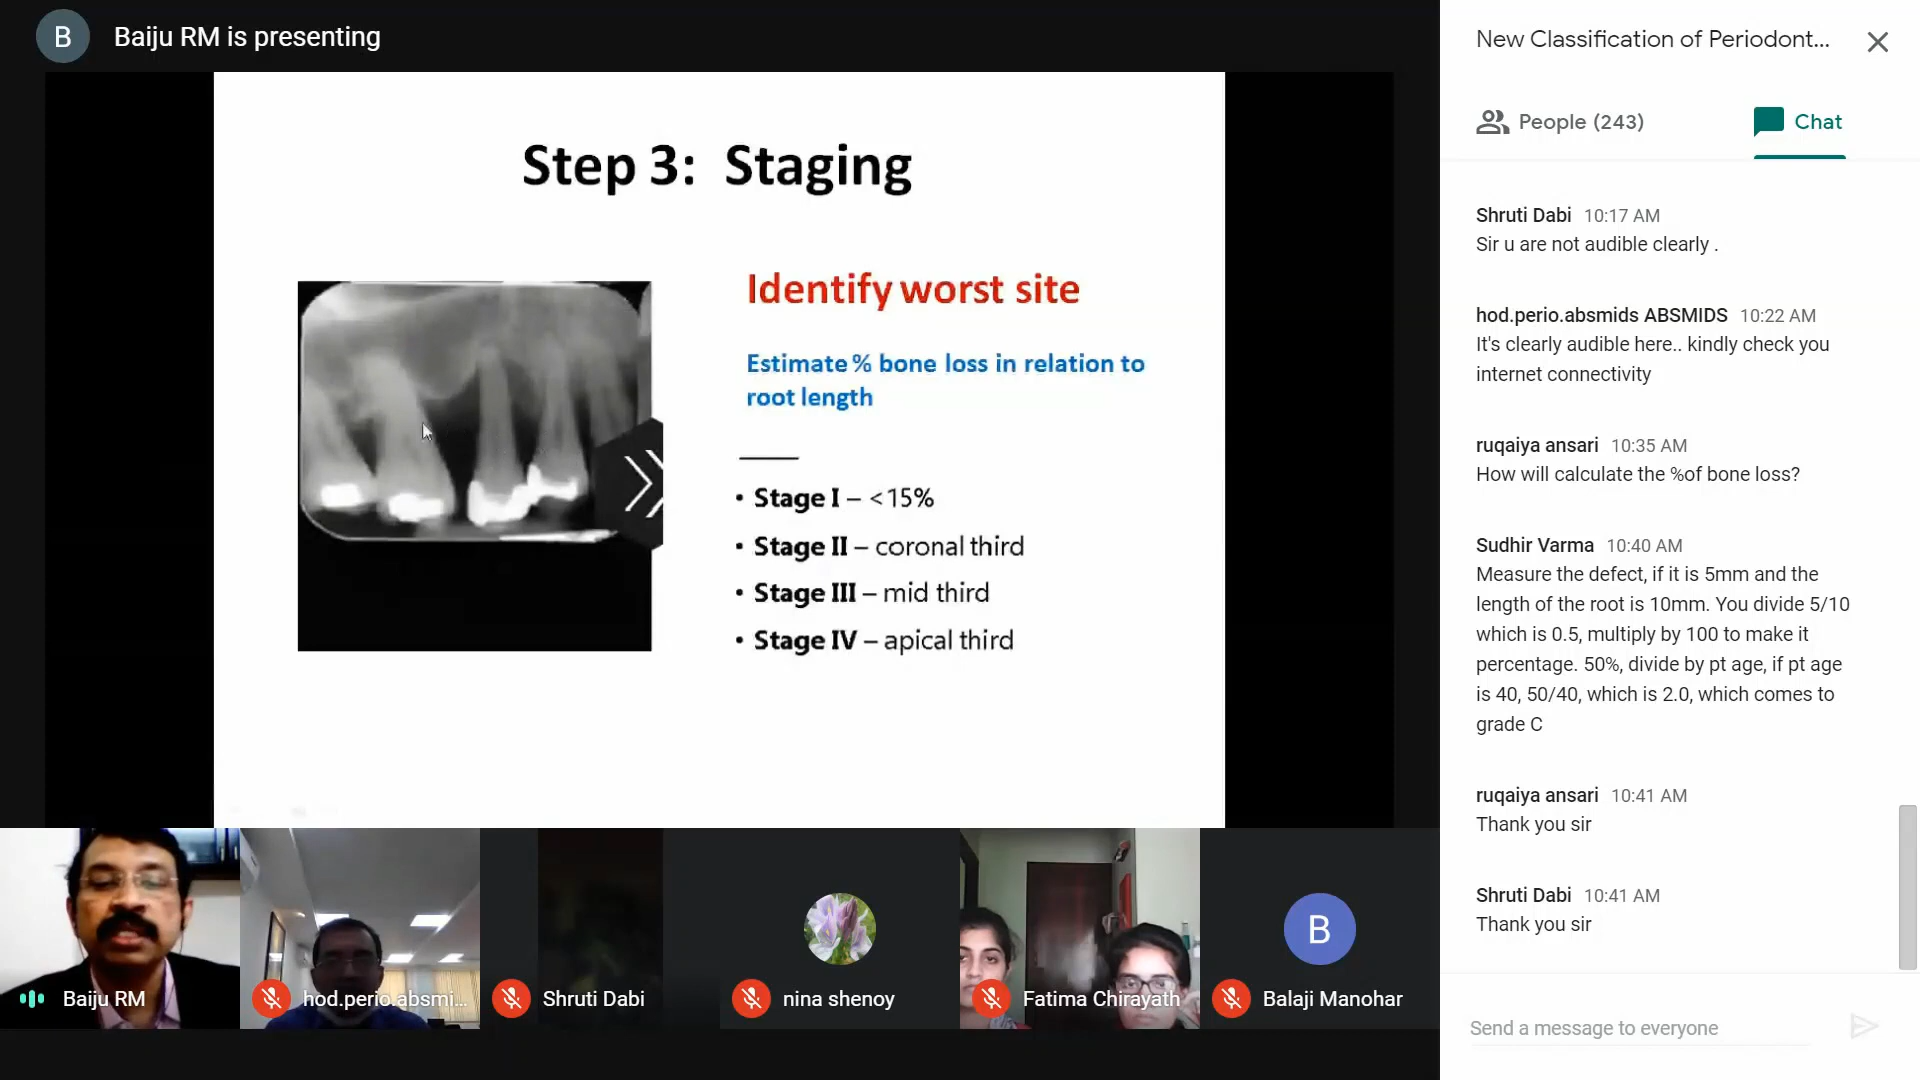 B
Baiju RM is presenting
Step 3: Staging
Identify worst site
Estimate % bone loss in relation to
root length
• Stage I – <15%
• Stage II – coronal third
• Stage III – mid third
• Stage IV – apical third
Baiju RM
hod.perio.absmi...
Shruti Dabi
nina shenoy
Fatima Chirayath
B
Balaji Manohar
New Classification of Periodont...
People (243)
Chat
Shruti Dabi 10:17 AM
Sir u are not audible clearly .
hod.perio.absmids ABSMIDS 10:22 AM
It's clearly audible here.. kindly check you
internet connectivity
ruqaiya ansari 10:35 AM
How will calculate the %of bone loss?
Sudhir Varma 10:40 AM
Measure the defect, if it is 5mm and the
length of the root is 10mm. You divide 5/10
which is 0.5, multiply by 100 to make it
percentage. 50%, divide by pt age, if pt age
is 40, 50/40, which is 2.0, which comes to
grade C
ruqaiya ansari 10:41 AM
Thank you sir
Shruti Dabi 10:41 AM
Thank you sir
Send a message to everyone